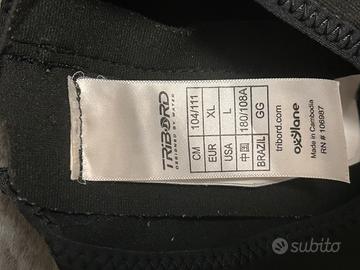 TRIBORD
DESIGNED BY WATER
CM 104/111
EUR XL
USA L
中国 180/108A
BRAZIL GG
tribord.com
oxylane
Made in Cambodia
RN # 106987
subito